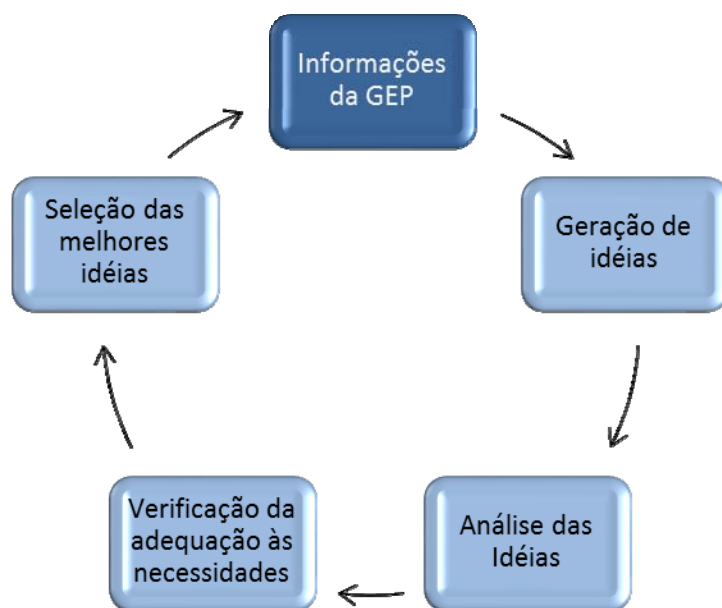 Informações
da GEP
Geração de
idéias
Análise das
Idéias
Verificação da
adequação às
necessidades
Seleção das
melhores
idéias